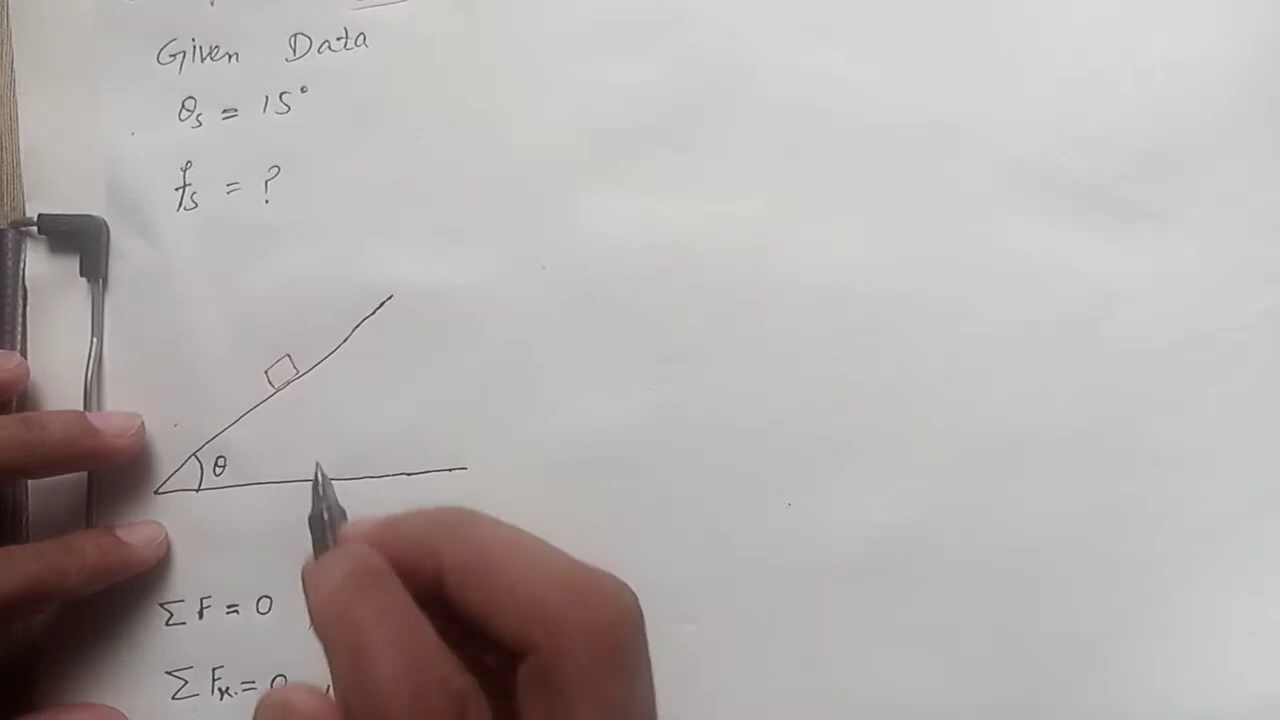 Given Data
θs = 15°
fs = ?
θ
ΣF = 0
ΣFx = 0